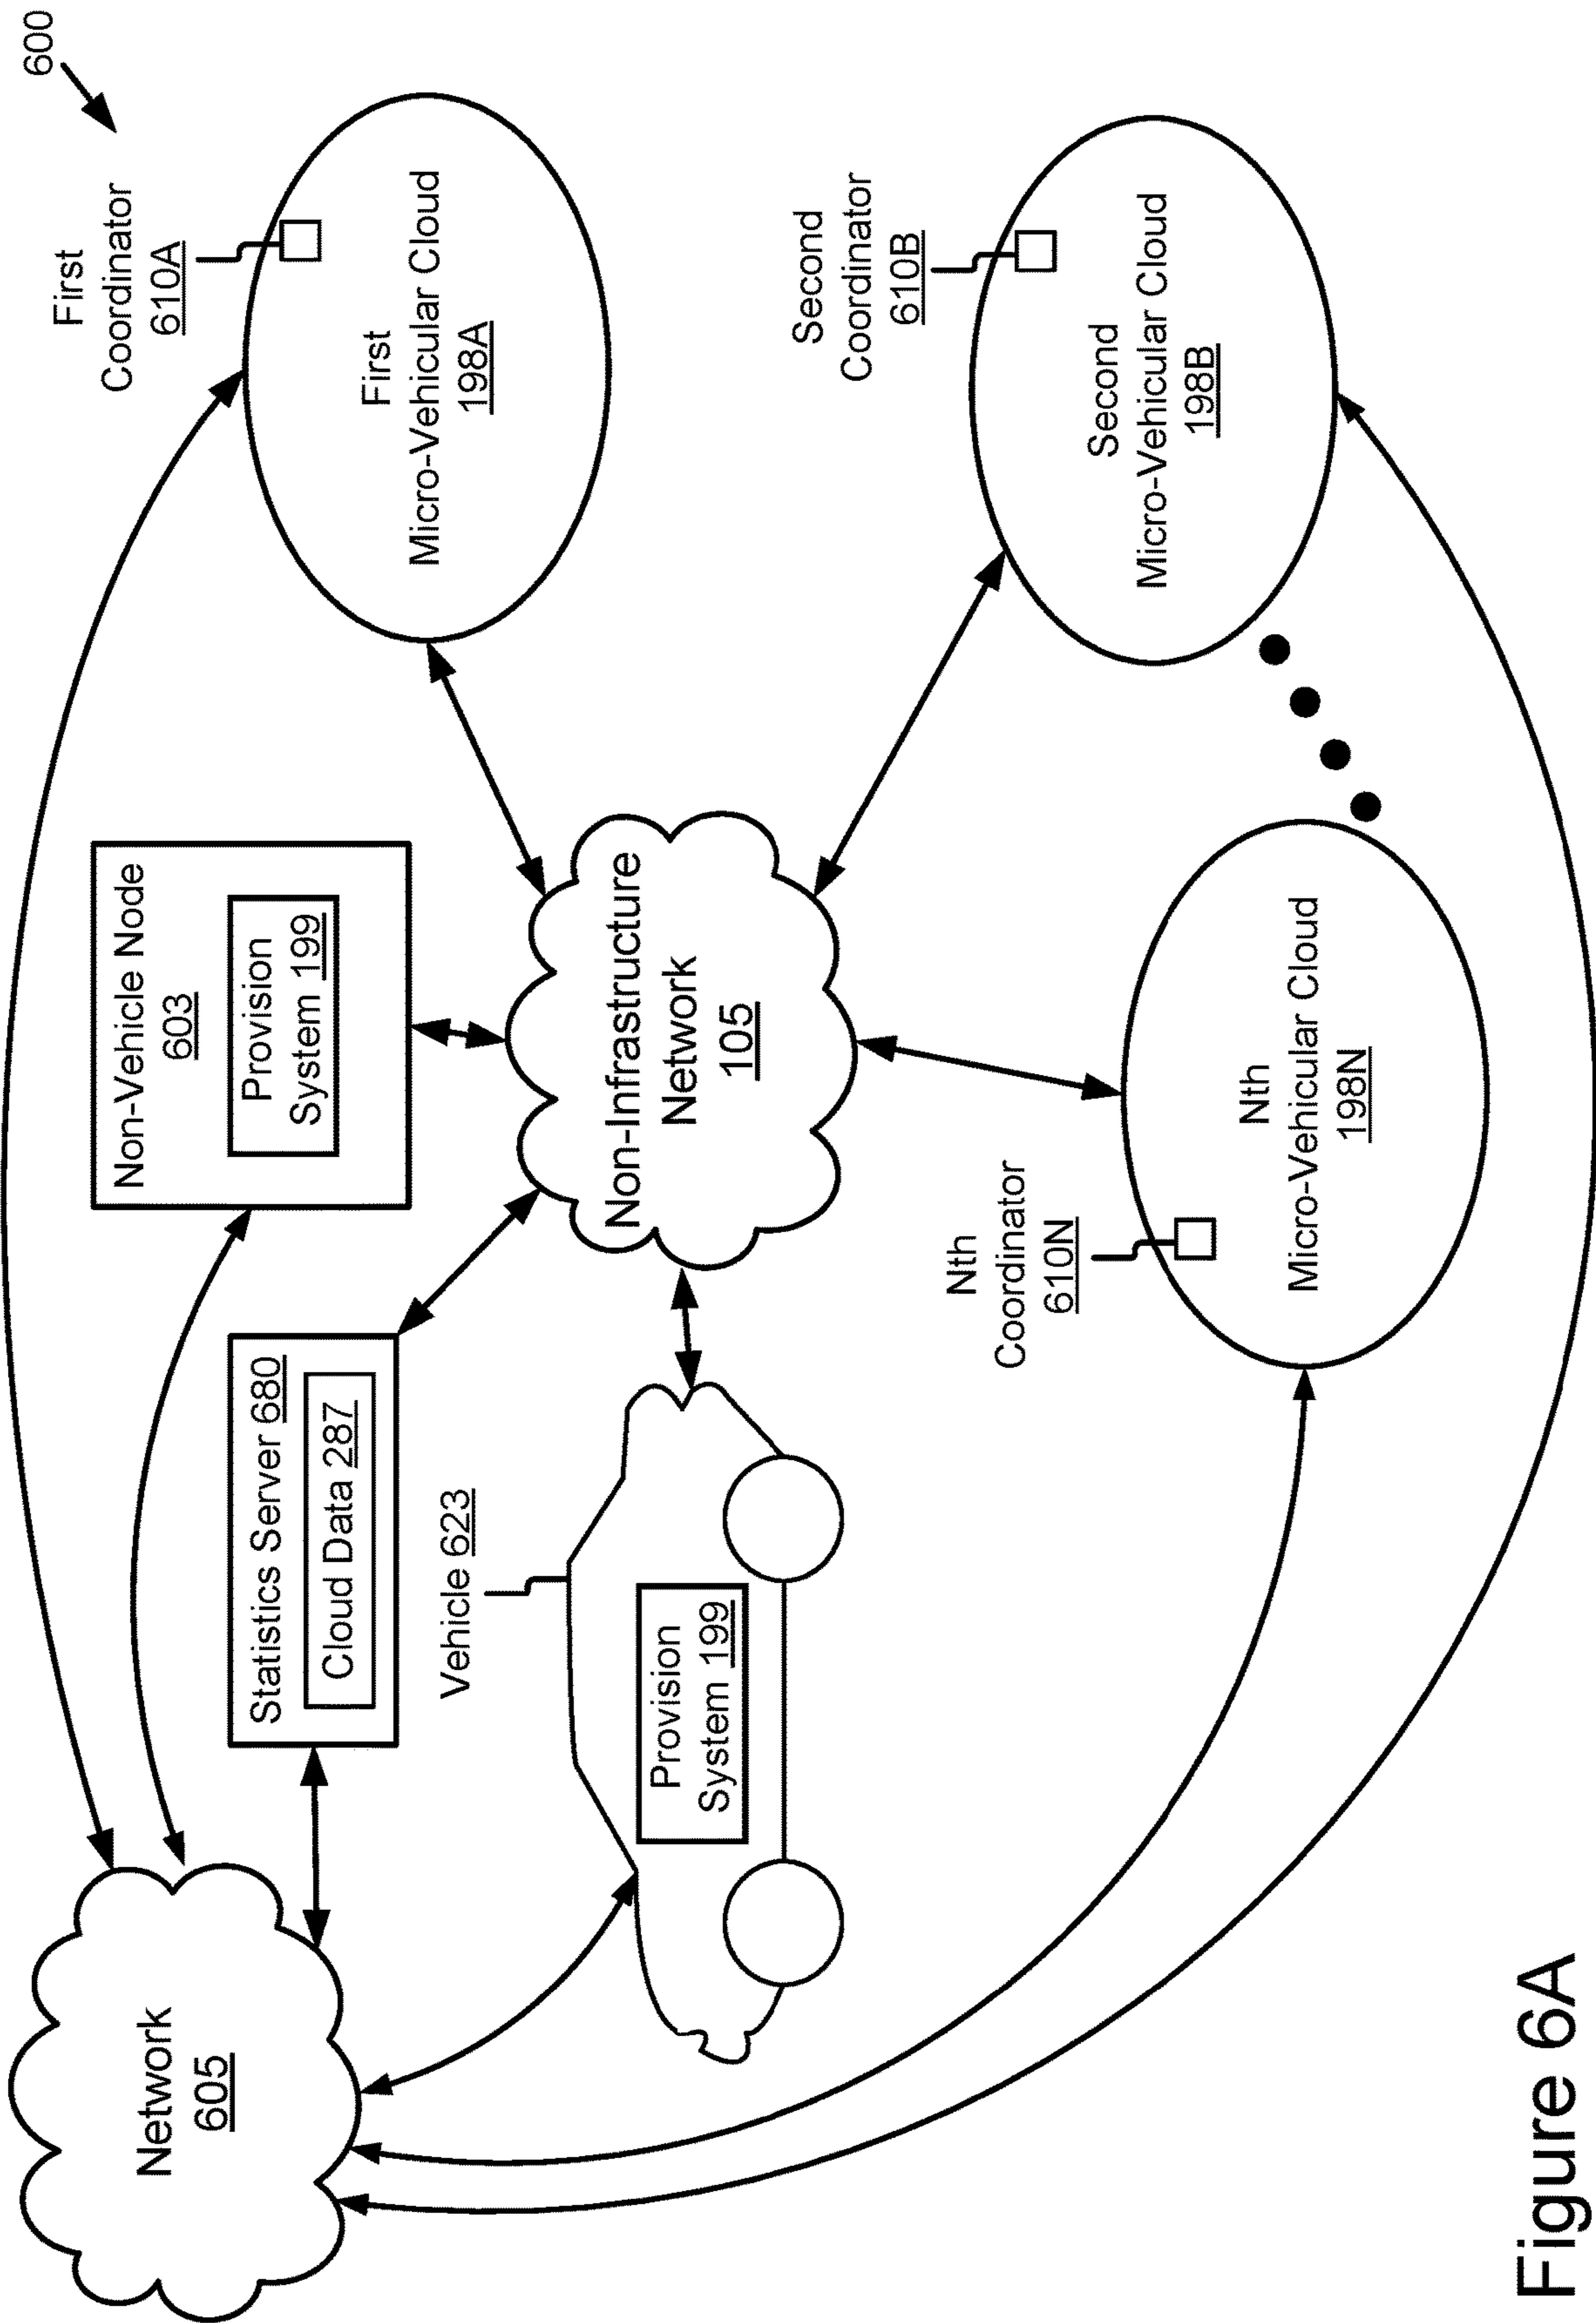 600
First
Coordinator
610A
First
Micro-Vehicular Cloud
198A
Non-Vehicle Node
603
Provision
System 199
Statistics Server 680
Cloud Data 287
Network
605
Vehicle 623
Provision
System 199
Non-Infrastructure
Network
105
Second
Coordinator
610B
Second
Micro-Vehicular Cloud
198B
Nth
Coordinator
610N
Nth
Micro-Vehicular Cloud
198N
Figure 6A